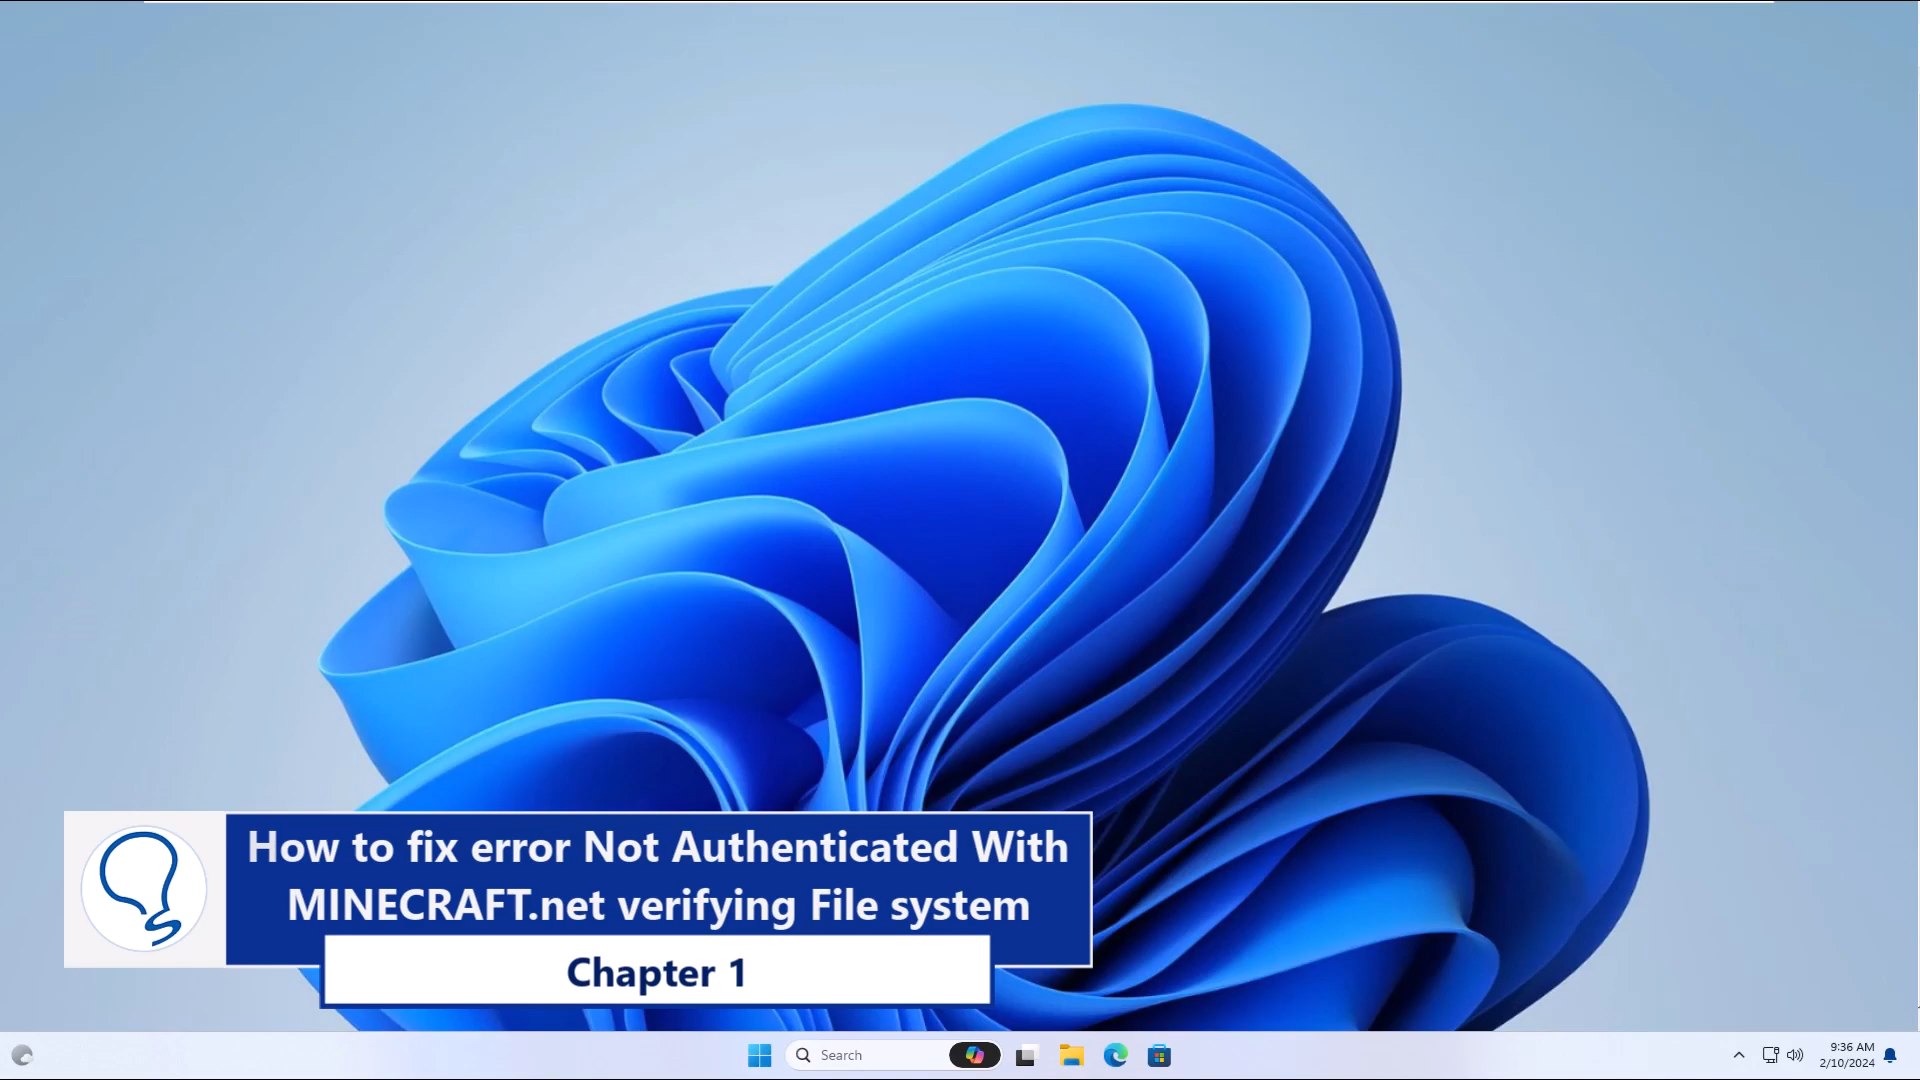 How to fix error Not Authenticated With
MINECRAFT.net verifying File system
Chapter 1
Search
9:36 AM
2/10/2024